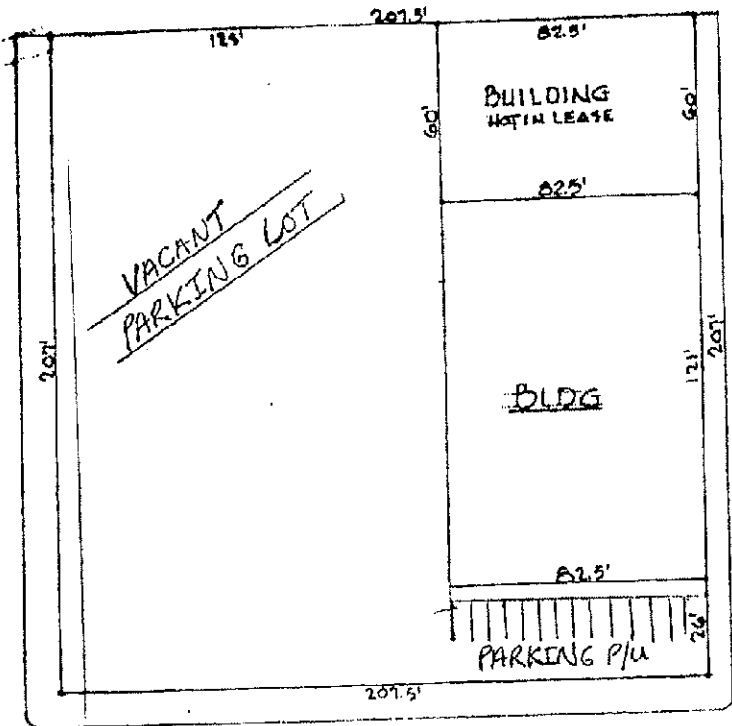 207.5'
125'
82.5'
BUILDING
NOT IN LEASE
60'
60'
82.5'
VACANT
PARKING LOT
207'
121'
207'
BLDG
82.5'
26'
PARKING P/U
207.5'